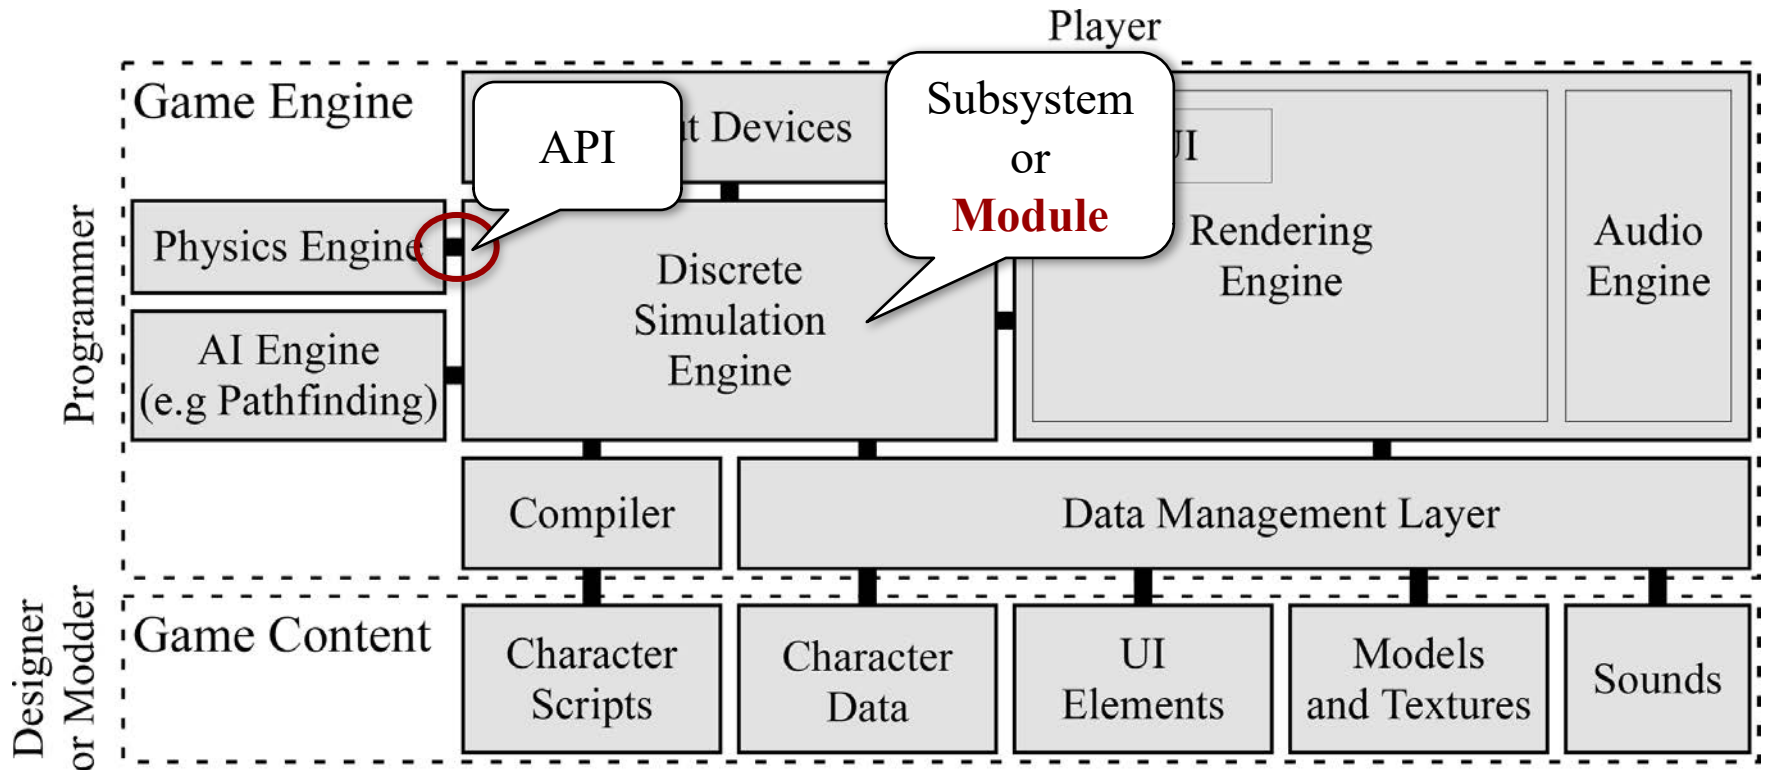 Player
Game Engine
API
t Devices
Subsystem
or
Module
UI
Programmer
Physics Engine
Discrete
Simulation
Engine
Rendering
Engine
Audio
Engine
AI Engine
(e.g Pathfinding)
Compiler
Data Management Layer
Designer
or Modder
Game Content
Character
Scripts
Character
Data
UI
Elements
Models
and Textures
Sounds